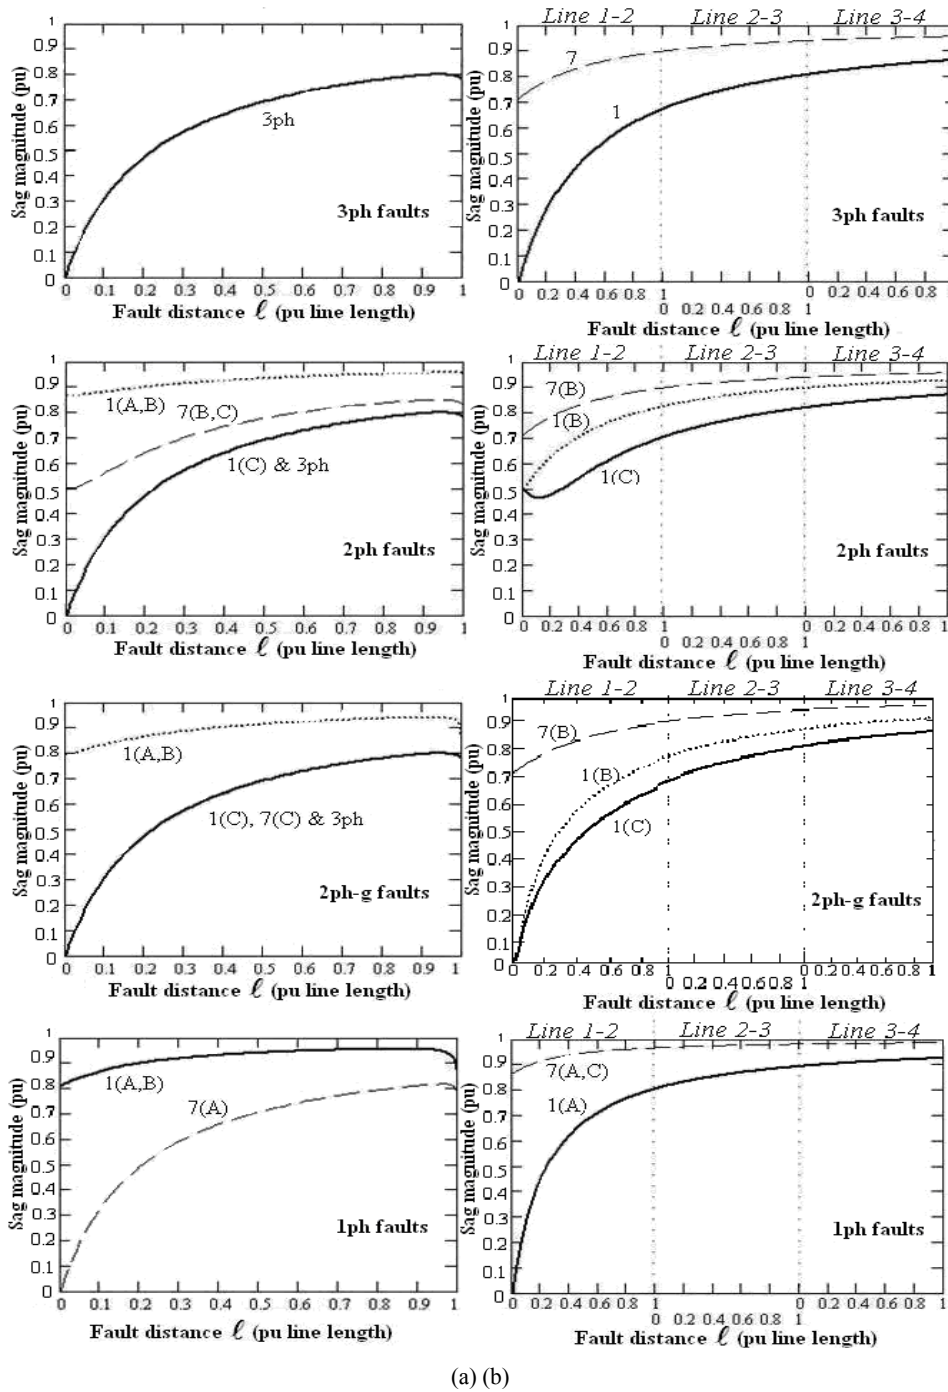 1
0.9
0.8
0.7
0.6
0.5
0.4
0.3
0.2
0.1
0
Sag magnitude (pu)
3ph
3ph faults
0 0.1 0.2 0.3 0.4 0.5 0.6 0.7 0.8 0.9 1
Fault distance ℓ (pu line length)
Line 1-2 Line 2-3 Line 3-4
1
0.9
0.8
0.7
0.6
0.5
0.4
0.3
0.2
0.1
0
Sag magnitude (pu)
7
1
3ph faults
0 0.2 0.4 0.6 0.8 1
0 0.2 0.4 0.6 0.8 1
0 0.2 0.4 0.6 0.8 1
Fault distance ℓ (pu line length)
1
0.9
0.8
0.7
0.6
0.5
0.4
0.3
0.2
0.1
0
Sag magnitude (pu)
1(A,B)
7(B,C)
1(C) & 3ph
2ph faults
0 0.1 0.2 0.3 0.4 0.5 0.6 0.7 0.8 0.9 1
Fault distance ℓ (pu line length)
Line 1-2 Line 2-3 Line 3-4
1
0.9
0.8
0.7
0.6
0.5
0.4
0.3
0.2
0.1
0
Sag magnitude (pu)
7(B)
1(B)
1(C)
2ph faults
0 0.2 0.4 0.6 0.8 1
0 0.2 0.4 0.6 0.8 1
0 0.2 0.4 0.6 0.8 1
Fault distance ℓ (pu line length)
1
0.9
0.8
0.7
0.6
0.5
0.4
0.3
0.2
0.1
0
Sag magnitude (pu)
1(A,B)
1(C), 7(C) & 3ph
2ph-g faults
0 0.1 0.2 0.3 0.4 0.5 0.6 0.7 0.8 0.9 1
Fault distance ℓ (pu line length)
Line 1-2 Line 2-3 Line 3-4
1
0.9
0.8
0.7
0.6
0.5
0.4
0.3
0.2
0.1
0
Sag magnitude (pu)
7(B)
1(B)
1(C)
2ph-g faults
0 0.2 0.4 0.6 0.8 1
0 0.2 0.4 0.6 0.8 1
0 0.2 0.4 0.6 0.8 1
Fault distance ℓ (pu line length)
1
0.9
0.8
0.7
0.6
0.5
0.4
0.3
0.2
0.1
0
Sag magnitude (pu)
1(A,B)
7(A)
1ph faults
0 0.1 0.2 0.3 0.4 0.5 0.6 0.7 0.8 0.9 1
Fault distance ℓ (pu line length)
Line 1-2 Line 2-3 Line 3-4
1
0.9
0.8
0.7
0.6
0.5
0.4
0.3
0.2
0.1
0
Sag magnitude (pu)
7(A,C)
1(A)
1ph faults
0 0.2 0.4 0.6 0.8 1
0 0.2 0.4 0.6 0.8 1
0 0.2 0.4 0.6 0.8 1
Fault distance ℓ (pu line length)
(a) (b)